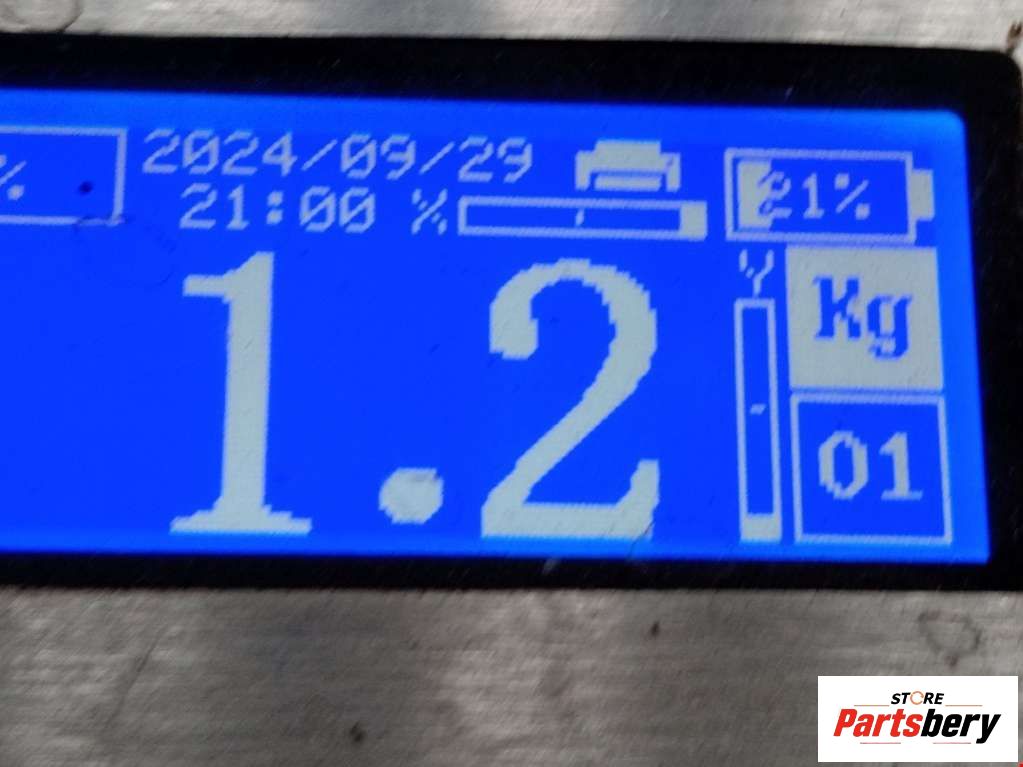 %
2024/09/29
21:00 %
21%
Y
Kg
1.2
01
STORE
Partsbery